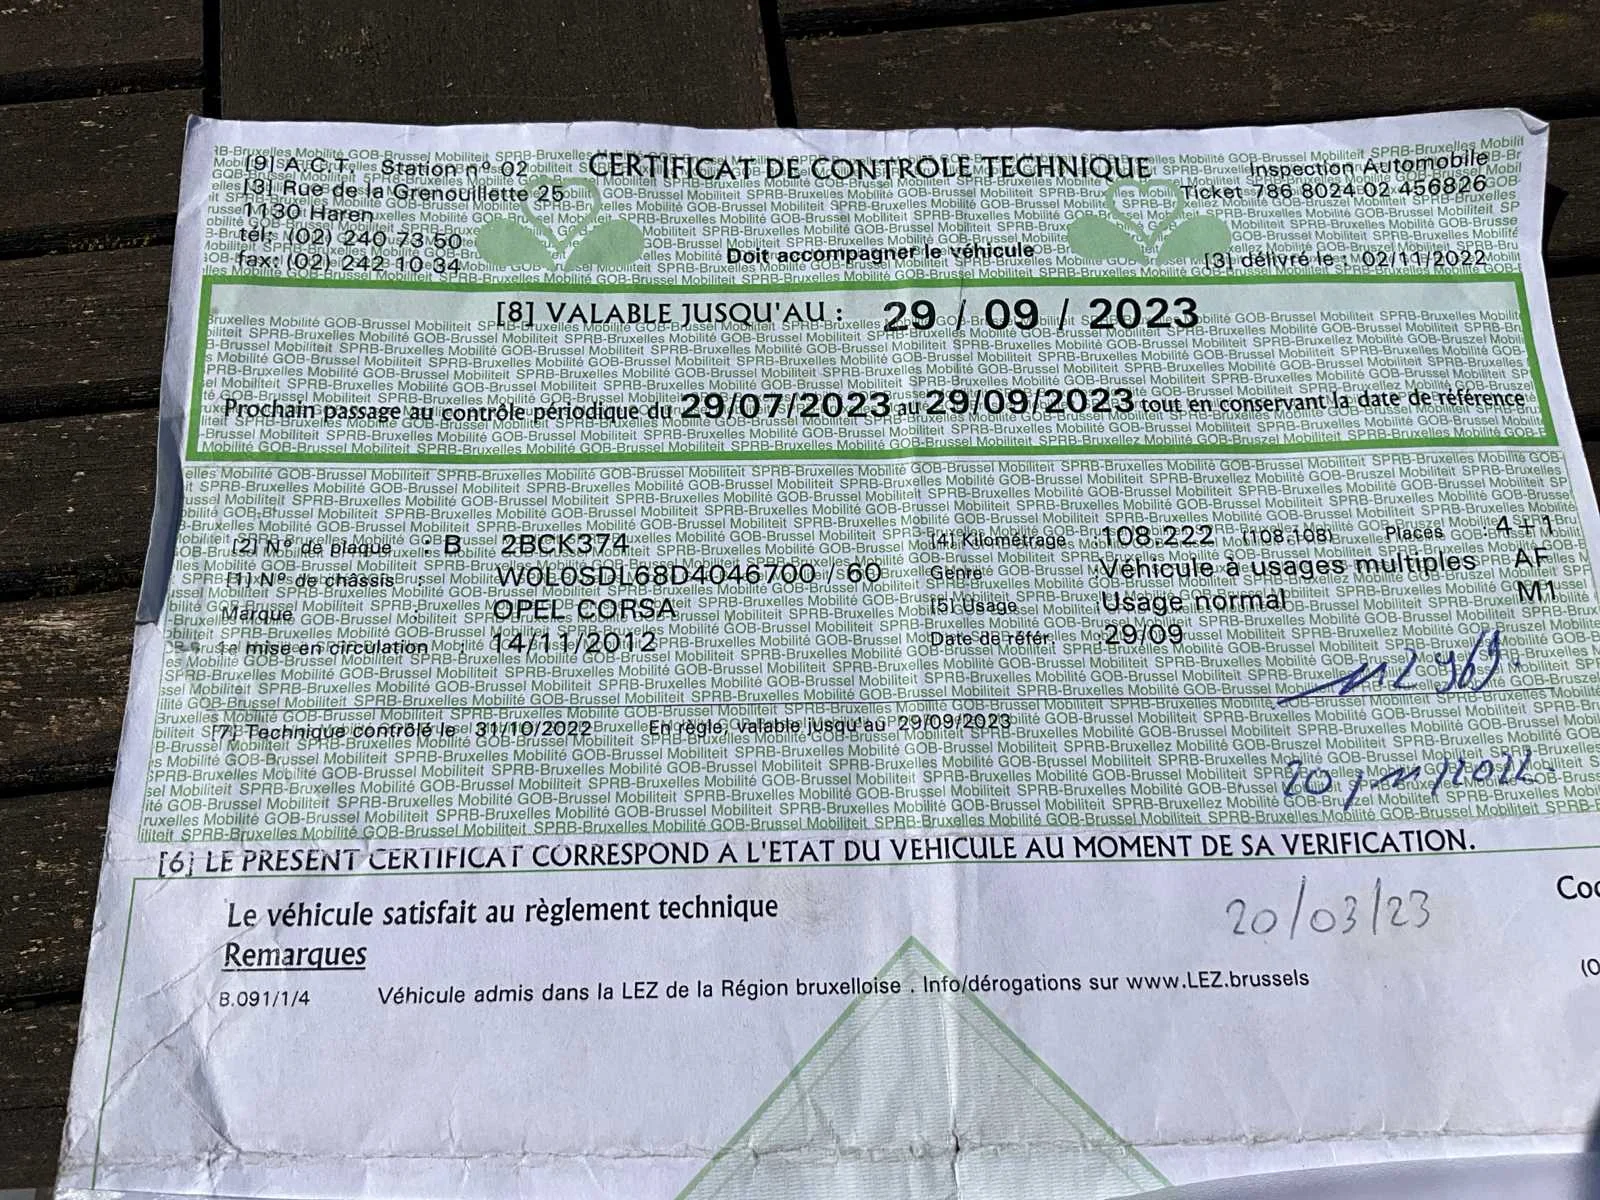 [9] A.C.T. Station n° 02
CERTIFICAT DE CONTROLE TECHNIQUE
Inspection Automobile
[3] Rue de la Grenouillette 25
Ticket 786 8024 02 456826
1130 Haren
tél: (02) 240 73 50
fax: (02) 242 10 34
Doit accompagner le véhicule
[3] délivré le : 02/11/2022
[8] VALABLE JUSQU'AU : 29 / 09 / 2023
Prochain passage au contrôle périodique du 29/07/2023 au 29/09/2023 tout en conservant la date de référence
[2] N° de plaque : B 2BCK374
[4] Kilométrage : 108.222 (108.108) Places 4+1
[1] N° de châssis : W0L0SDL68D4046700 / 60
Genre Véhicule à usages multiples AF
Marque : OPEL CORSA
[5] Usage Usage normal M1
1e mise en circulation : 14/11/2012
Date de référ. : 29/09
112 969.
[7] Technique contrôlé le 31/10/2022 En règle, valable jusqu'au 29/09/2023
20/11/2022.
[6] LE PRESENT CERTIFICAT CORRESPOND A L'ETAT DU VEHICULE AU MOMENT DE SA VERIFICATION.
Le véhicule satisfait au règlement technique
20/03/23
Remarques
B.091/1/4 Véhicule admis dans la LEZ de la Région bruxelloise . Info/dérogations sur www.LEZ.brussels